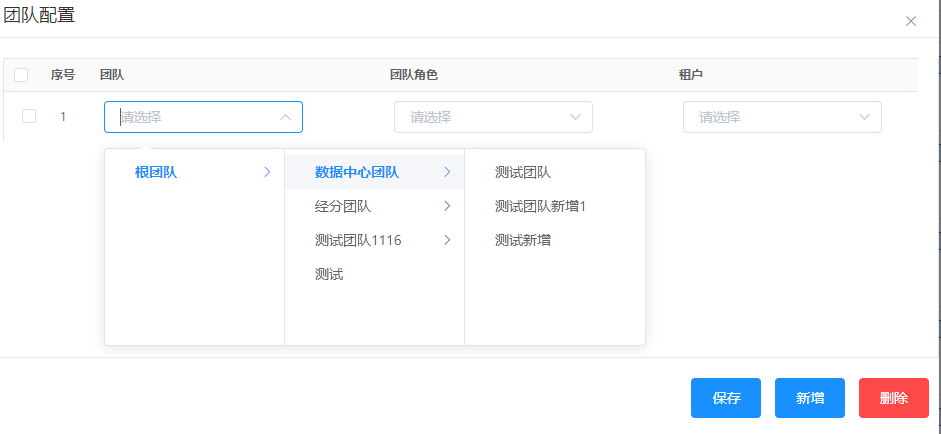 团队配置
序号 团队 团队角色 租户
1 请选择 请选择 请选择
根团队 数据中心团队 测试团队
经分团队 测试团队新增1
测试团队1116 测试新增
测试
保存 新增 删除